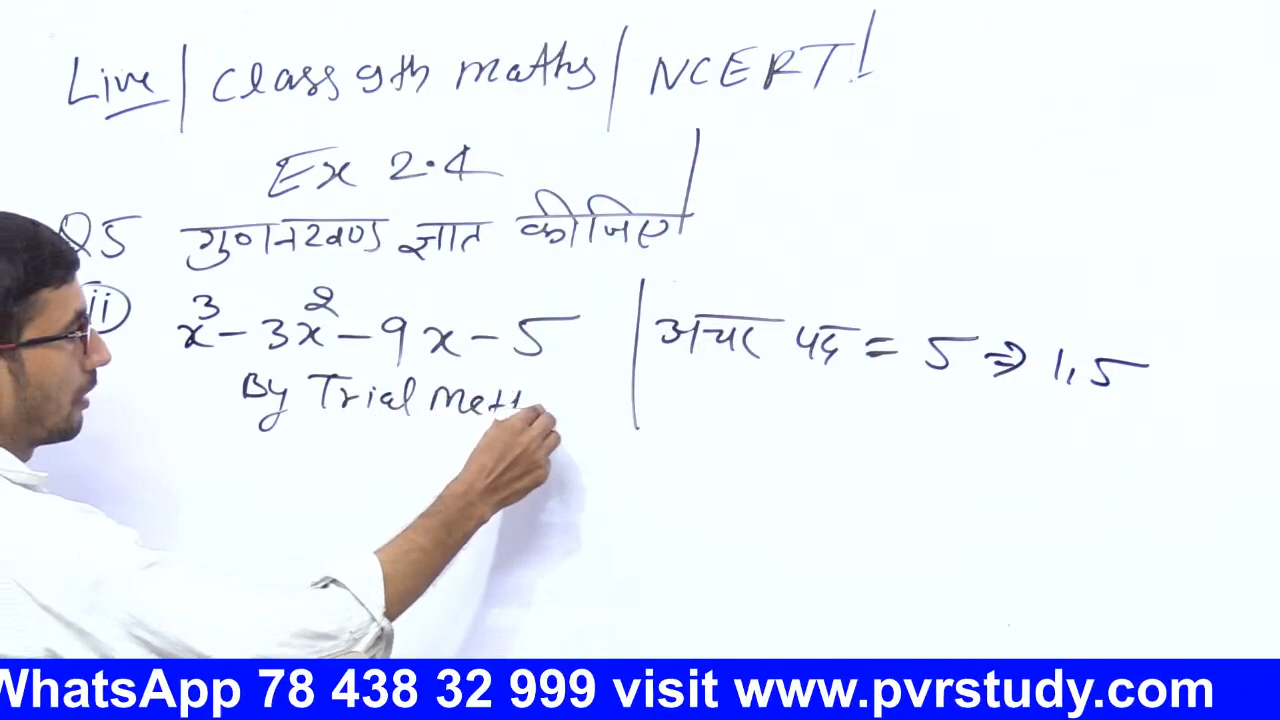 Live | Class 9th maths | NCERT |
Ex 2.4
Q5 गुणनखण्ड ज्ञात कीजिए
ii x³ - 3x² - 9x - 5
By Trial Meth
अचर पद = 5 ⇒ 1, 5
WhatsApp 78 438 32 999 visit www.pvrstudy.com